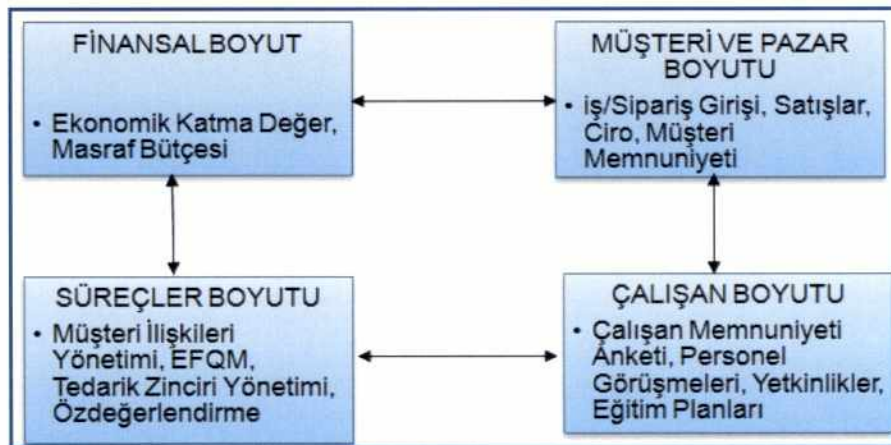 FİNANSAL BOYUT
• Ekonomik Katma Değer,
Masraf Bütçesi
MÜŞTERİ VE PAZAR
BOYUTU
• iş/Sipariş Girişi, Satışlar,
Ciro, Müşteri
Memnuniyeti
SÜREÇLER BOYUTU
• Müşteri İlişkileri
Yönetimi, EFQM,
Tedarik Zinciri Yönetimi,
Özdeğerlendirme
ÇALIŞAN BOYUTU
• Çalışan Memnuniyeti
Anketi, Personel
Görüşmeleri, Yetkinlikler,
Eğitim Planları